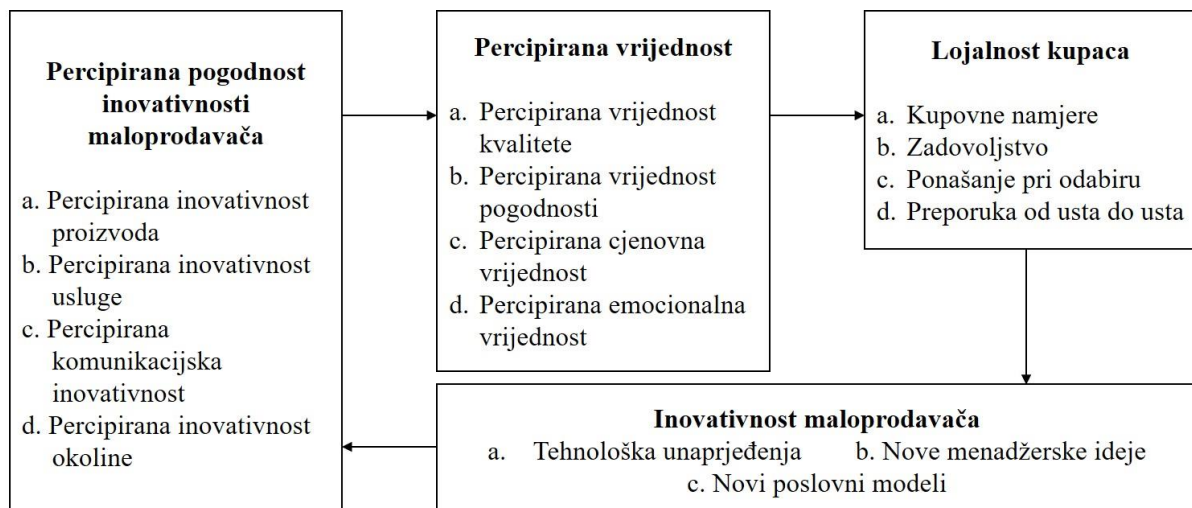 Percipirana pogodnost
inovativnosti
maloprodavača
a. Percipirana inovativnost
proizvoda
b. Percipirana inovativnost
usluge
c. Percipirana
komunikacijska
inovativnost
d. Percipirana inovativnost
okoline
Percipirana vrijednost
a. Percipirana vrijednost
kvalitete
b. Percipirana vrijednost
pogodnosti
c. Percipirana cjenovna
vrijednost
d. Percipirana emocionalna
vrijednost
Lojalnost kupaca
a. Kupovne namjere
b. Zadovoljstvo
c. Ponašanje pri odabiru
d. Preporuka od usta do usta
Inovativnost maloprodavača
a. Tehnološka unaprjeđenja b. Nove menadžerske ideje
c. Novi poslovni modeli